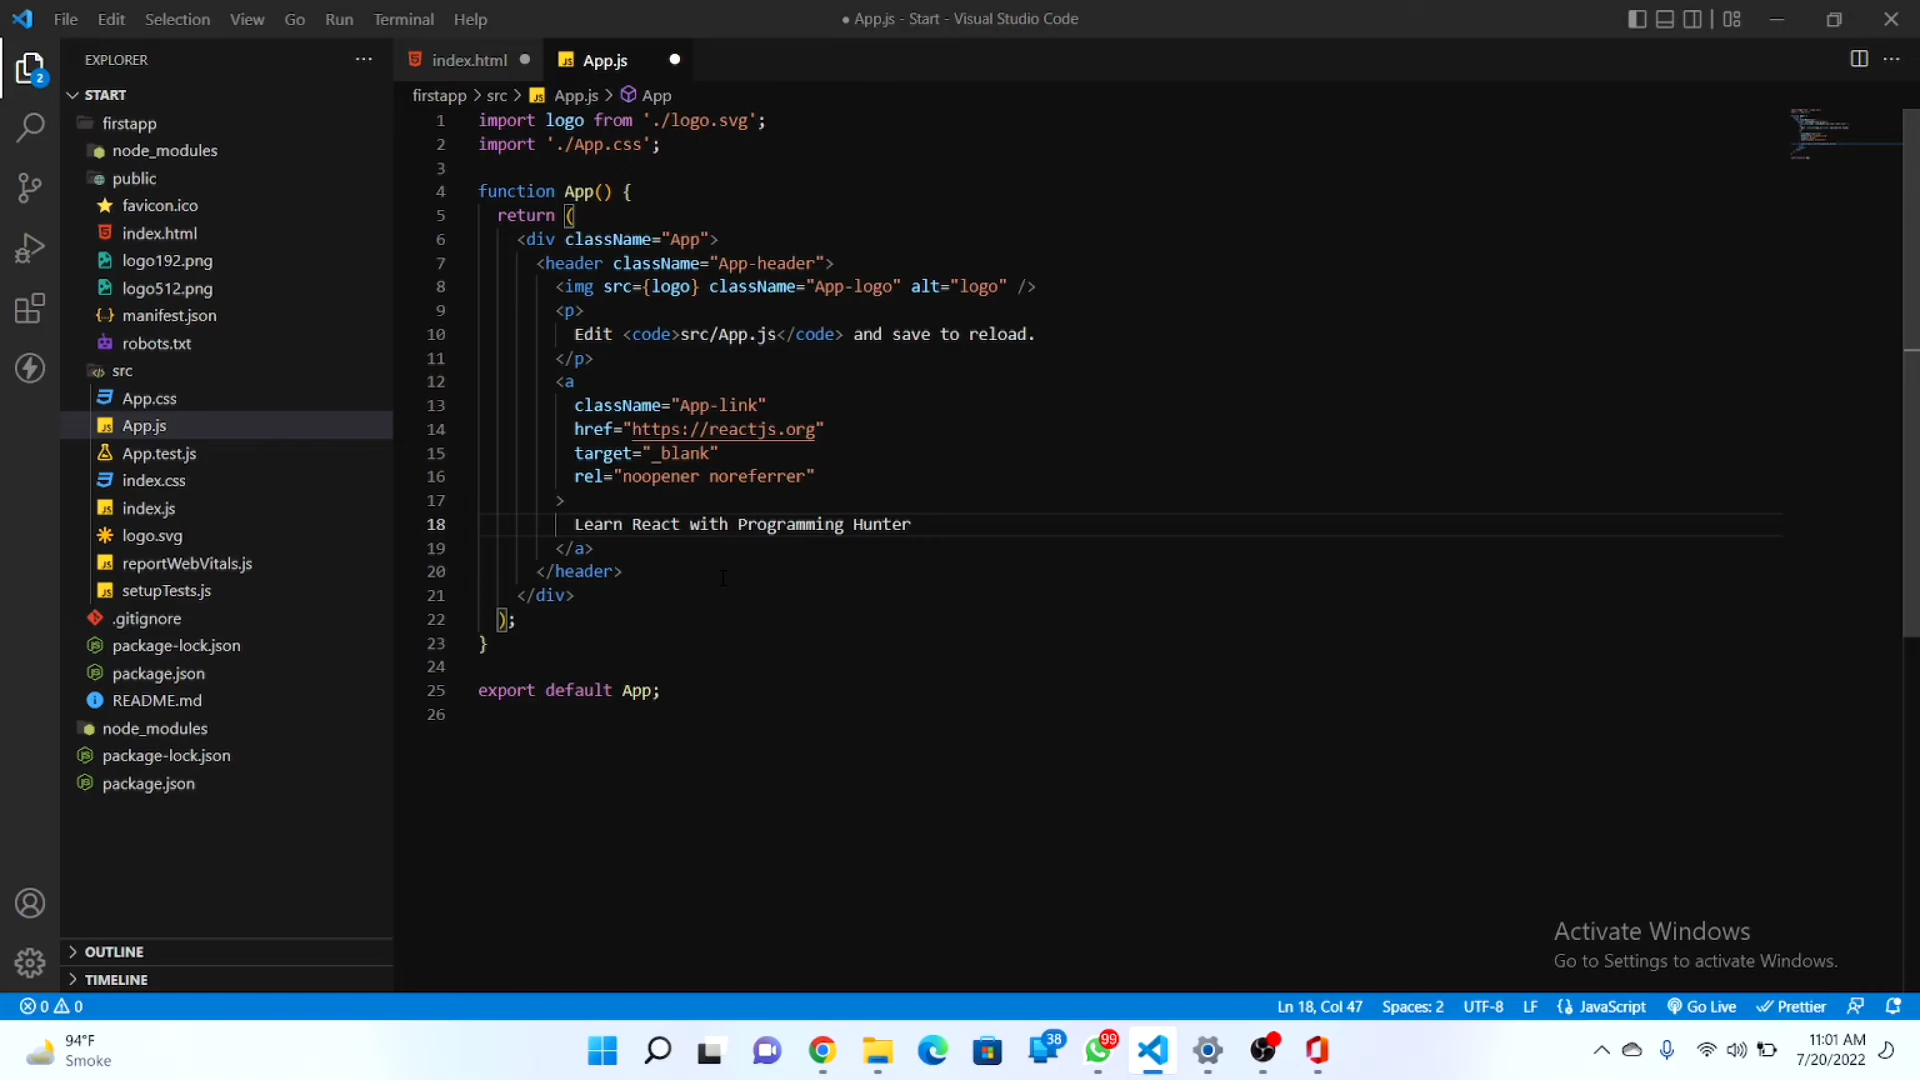 File Edit Selection View Go Run Terminal Help
● App.js - Start - Visual Studio Code
EXPLORER
index.html
App.js
START
firstapp > src > JS App.js > App
firstapp
node_modules
public
favicon.ico
index.html
logo192.png
logo512.png
manifest.json
robots.txt
src
App.css
App.js
App.test.js
index.css
index.js
logo.svg
reportWebVitals.js
setupTests.js
.gitignore
package-lock.json
package.json
README.md
node_modules
package-lock.json
package.json
OUTLINE
TIMELINE
2
1 import logo from './logo.svg';
2 import './App.css';
3
4 function App() {
5 return (
6 <div className="App">
7 <header className="App-header">
8 <img src={logo} className="App-logo" alt="logo" />
9 <p>
10 Edit <code>src/App.js</code> and save to reload.
11 </p>
12 <a
13 className="App-link"
14 href="https://reactjs.org"
15 target="_blank"
16 rel="noopener noreferrer"
17 >
18 Learn React with Programming Hunter
19 </a>
20 </header>
21 </div>
22 );
23 }
24
25 export default App;
26
Activate Windows
Go to Settings to activate Windows.
0 0
Ln 18, Col 47 Spaces: 2 UTF-8 LF JavaScript Go Live Prettier
94°F
Smoke
38
99
11:01 AM
7/20/2022